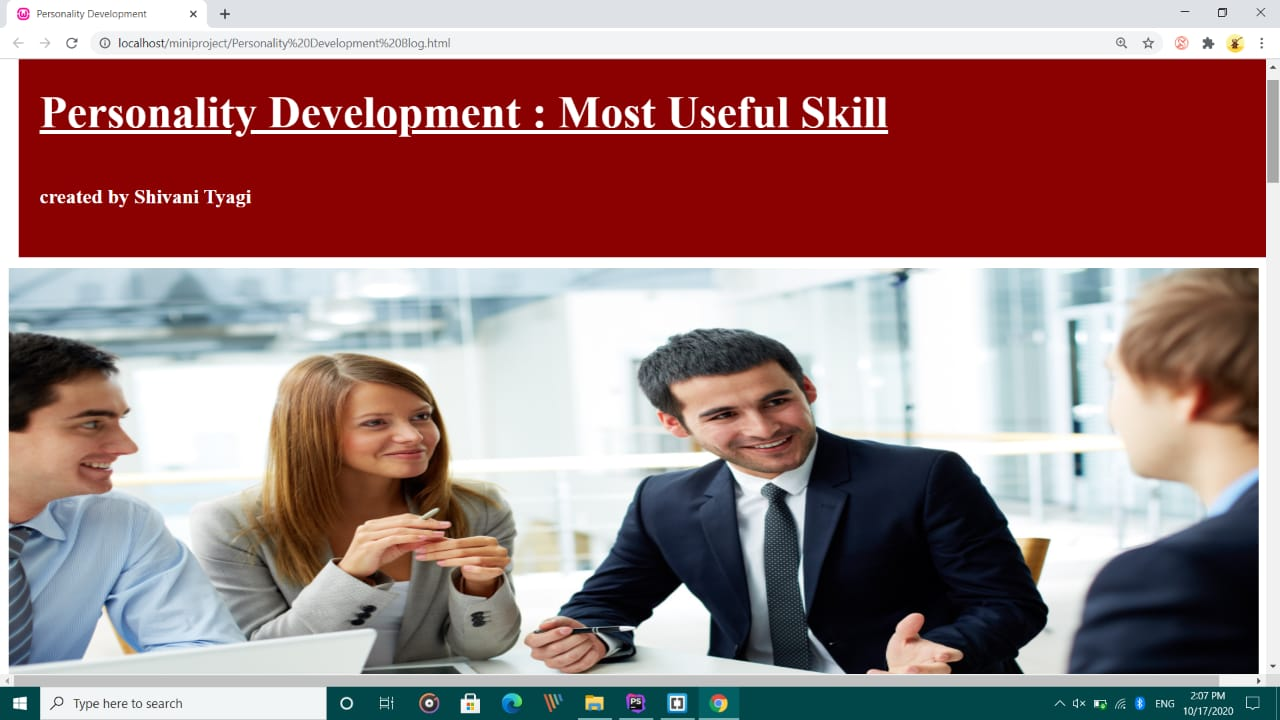 Personality Development
localhost/miniproject/Personality%20Development%20Blog.html
Personality Development : Most Useful Skill
created by Shivani Tyagi
Type here to search
PS
ENG
2:07 PM
10/17/2020